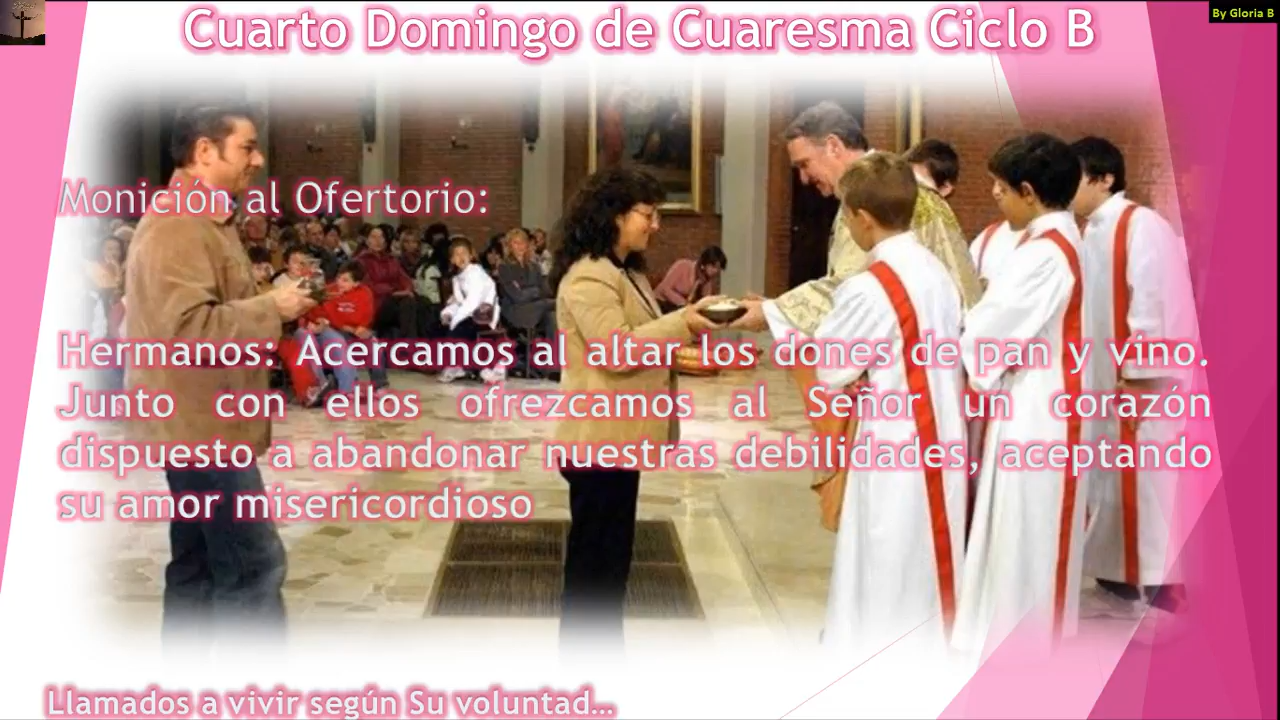 Cuarto Domingo de Cuaresma Ciclo B
By Gloria B
Monición al Ofertorio:
Hermanos: Acercamos al altar los dones de pan y vino.
Junto con ellos ofrezcamos al Señor un corazón
dispuesto a abandonar nuestras debilidades, aceptando
su amor misericordioso
Llamados a vivir según Su voluntad...